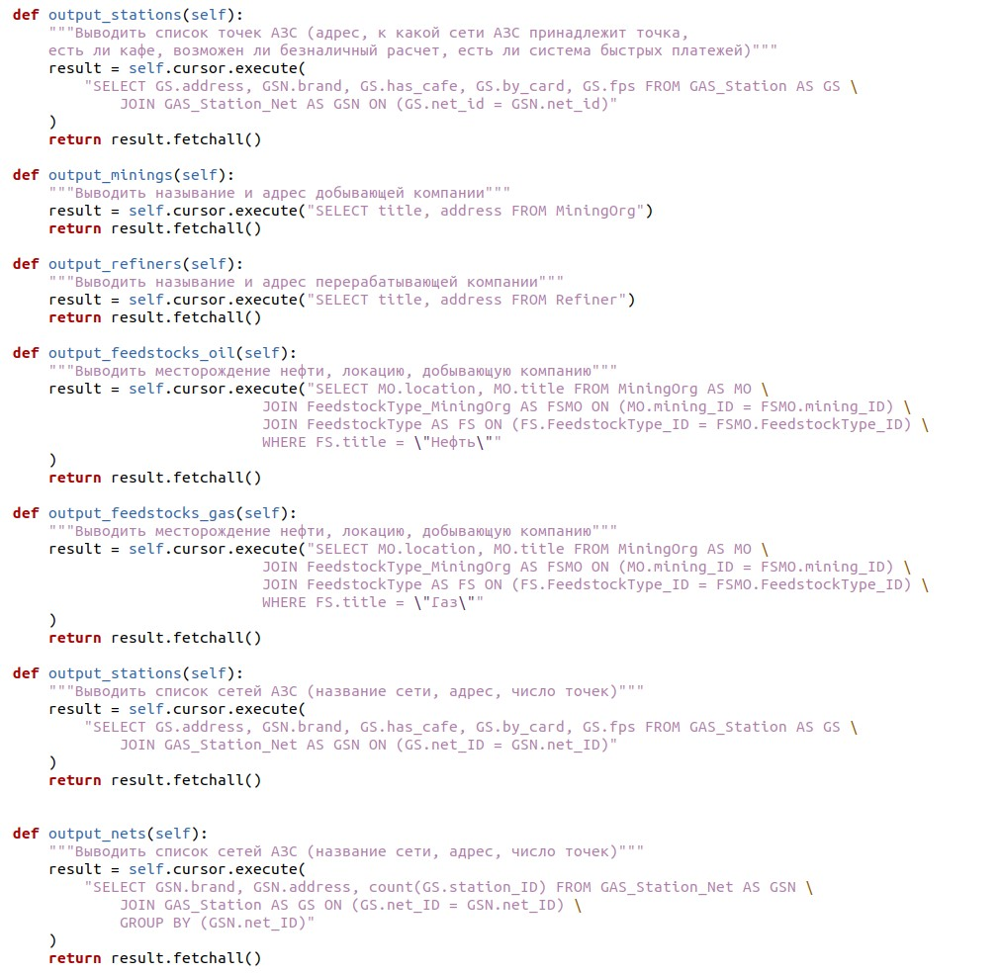 def output_stations(self):
    """Выводить список точек АЗС (адрес, к какой сети АЗС принадлежит точка,
    есть ли кафе, возможен ли безналичный расчет, есть ли система быстрых платежей)"""
    result = self.cursor.execute(
        "SELECT GS.address, GSN.brand, GS.has_cafe, GS.by_card, GS.fps FROM GAS_Station AS GS \
            JOIN GAS_Station_Net AS GSN ON (GS.net_id = GSN.net_id)"
    )
    return result.fetchall()

def output_minings(self):
    """Выводить называние и адрес добывающей компании"""
    result = self.cursor.execute("SELECT title, address FROM MiningOrg")
    return result.fetchall()

def output_refiners(self):
    """Выводить называние и адрес перерабатывающей компании"""
    result = self.cursor.execute("SELECT title, address FROM Refiner")
    return result.fetchall()

def output_feedstocks_oil(self):
    """Выводить месторождение нефти, локацию, добывающую компанию"""
    result = self.cursor.execute("SELECT MO.location, MO.title FROM MiningOrg AS MO \
                            JOIN FeedstockType_MiningOrg AS FSMO ON (MO.mining_ID = FSMO.mining_ID) \
                            JOIN FeedstockType AS FS ON (FS.FeedstockType_ID = FSMO.FeedstockType_ID) \
                            WHERE FS.title = \"Нефть\""
    )
    return result.fetchall()

def output_feedstocks_gas(self):
    """Выводить месторождение нефти, локацию, добывающую компанию"""
    result = self.cursor.execute("SELECT MO.location, MO.title FROM MiningOrg AS MO \
                            JOIN FeedstockType_MiningOrg AS FSMO ON (MO.mining_ID = FSMO.mining_ID) \
                            JOIN FeedstockType AS FS ON (FS.FeedstockType_ID = FSMO.FeedstockType_ID) \
                            WHERE FS.title = \"Газ\""
    )
    return result.fetchall()

def output_stations(self):
    """Выводить список сетей АЗС (название сети, адрес, число точек)"""
    result = self.cursor.execute(
        "SELECT GS.address, GSN.brand, GS.has_cafe, GS.by_card, GS.fps FROM GAS_Station AS GS \
            JOIN GAS_Station_Net AS GSN ON (GS.net_ID = GSN.net_ID)"
    )
    return result.fetchall()


def output_nets(self):
    """Выводить список сетей АЗС (название сети, адрес, число точек)"""
    result = self.cursor.execute(
        "SELECT GSN.brand, GSN.address, count(GS.station_ID) FROM GAS_Station_Net AS GSN \
            JOIN GAS_Station AS GS ON (GS.net_ID = GSN.net_ID) \
            GROUP BY (GSN.net_ID)"
    )
    return result.fetchall()